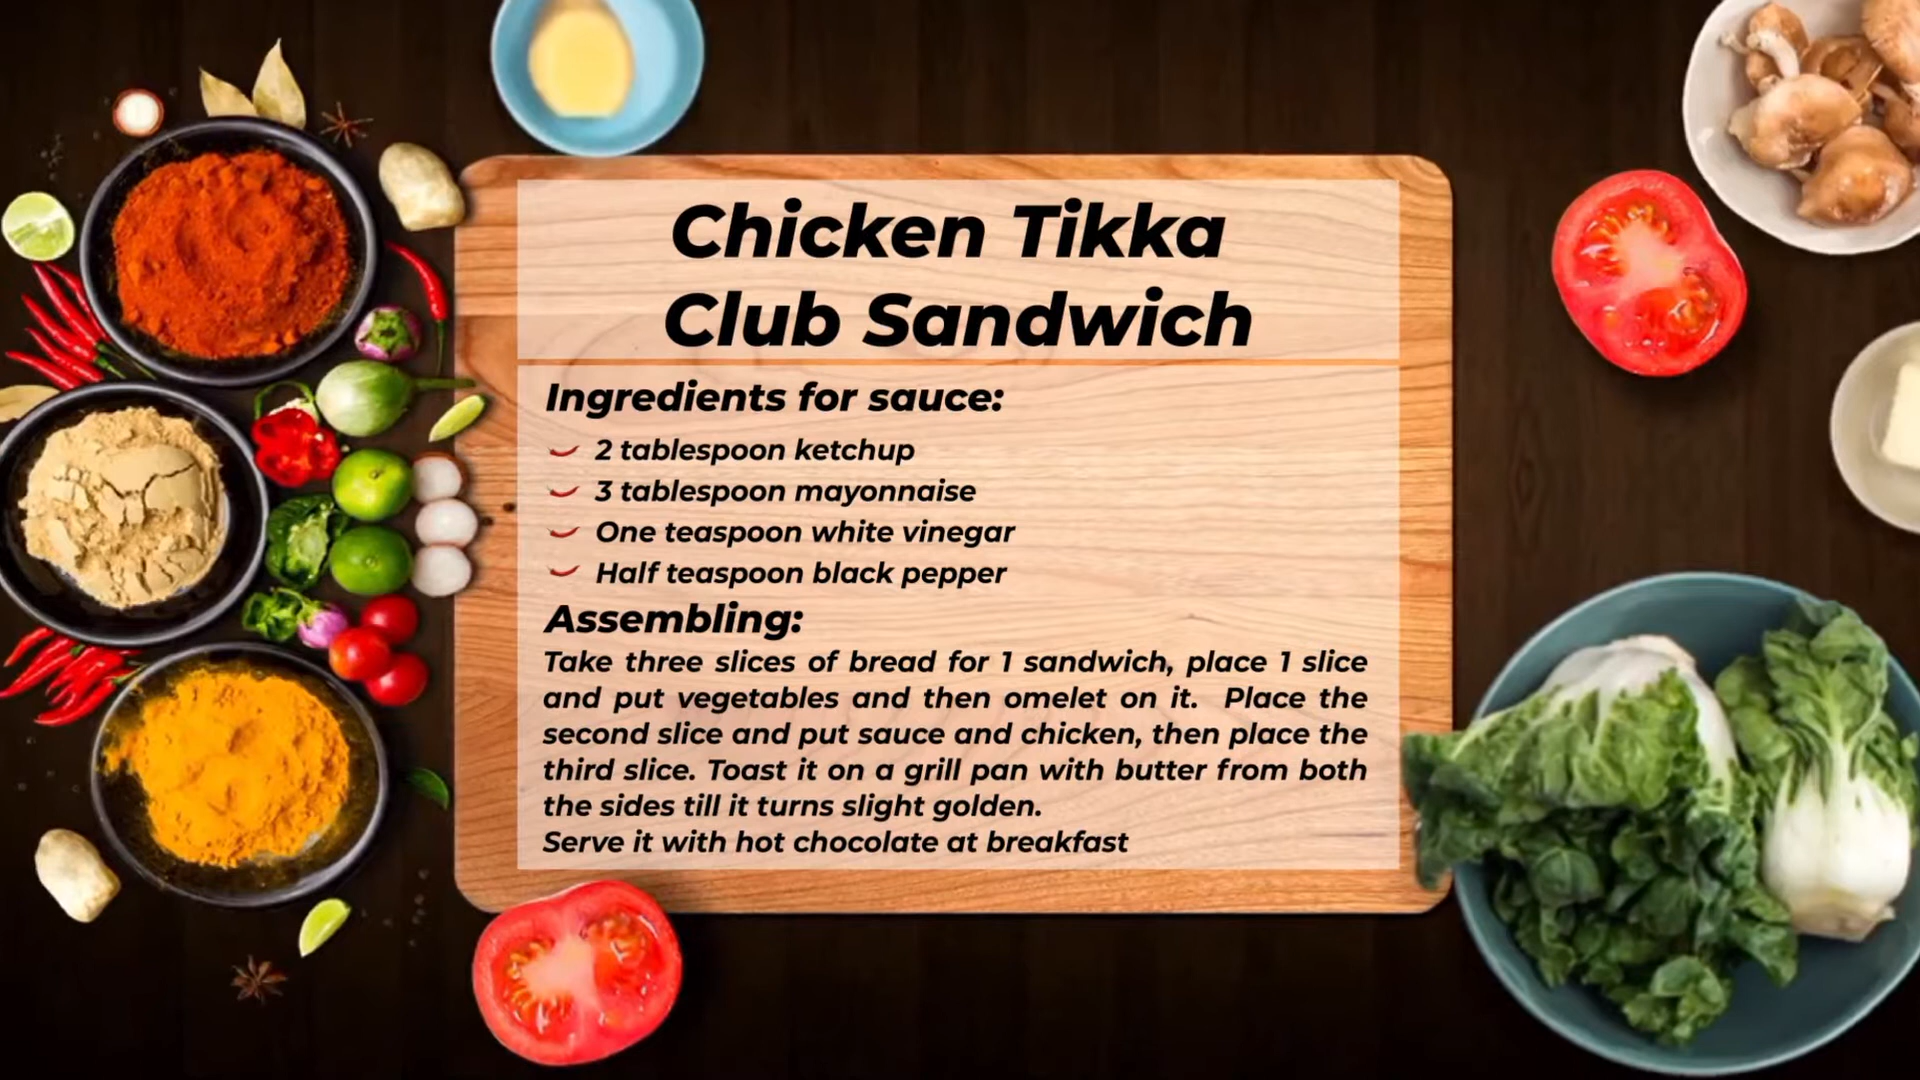 Chicken Tikka
Club Sandwich
Ingredients for sauce:
2 tablespoon ketchup
3 tablespoon mayonnaise
One teaspoon white vinegar
Half teaspoon black pepper
Assembling:
Take three slices of bread for 1 sandwich, place 1 slice
and put vegetables and then omelet on it. Place the
second slice and put sauce and chicken, then place the
third slice. Toast it on a grill pan with butter from both
the sides till it turns slight golden.
Serve it with hot chocolate at breakfast